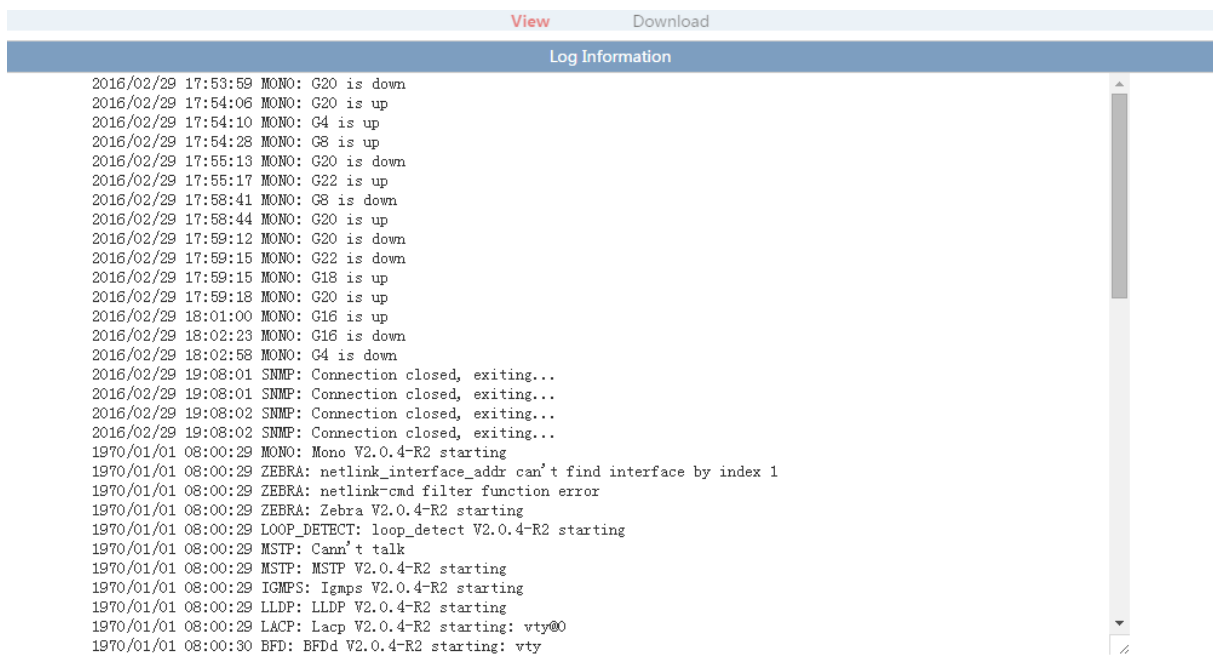 View Download
Log Information
2016/02/29 17:53:59 MONO: G20 is down
2016/02/29 17:54:06 MONO: G20 is up
2016/02/29 17:54:10 MONO: G4 is up
2016/02/29 17:54:28 MONO: G8 is up
2016/02/29 17:55:13 MONO: G20 is down
2016/02/29 17:55:17 MONO: G22 is up
2016/02/29 17:58:41 MONO: G8 is down
2016/02/29 17:58:44 MONO: G20 is up
2016/02/29 17:59:12 MONO: G20 is down
2016/02/29 17:59:15 MONO: G22 is down
2016/02/29 17:59:15 MONO: G18 is up
2016/02/29 17:59:18 MONO: G20 is up
2016/02/29 18:01:00 MONO: G16 is up
2016/02/29 18:02:23 MONO: G16 is down
2016/02/29 18:02:58 MONO: G4 is down
2016/02/29 19:08:01 SNMP: Connection closed, exiting...
2016/02/29 19:08:01 SNMP: Connection closed, exiting...
2016/02/29 19:08:02 SNMP: Connection closed, exiting...
2016/02/29 19:08:02 SNMP: Connection closed, exiting...
1970/01/01 08:00:29 MONO: Mono V2.0.4-R2 starting
1970/01/01 08:00:29 ZEBRA: netlink_interface_addr can't find interface by index 1
1970/01/01 08:00:29 ZEBRA: netlink-cmd filter function error
1970/01/01 08:00:29 ZEBRA: Zebra V2.0.4-R2 starting
1970/01/01 08:00:29 LOOP_DETECT: loop_detect V2.0.4-R2 starting
1970/01/01 08:00:29 MSTP: Cann't talk
1970/01/01 08:00:29 MSTP: MSTP V2.0.4-R2 starting
1970/01/01 08:00:29 IGMPS: Igmps V2.0.4-R2 starting
1970/01/01 08:00:29 LLDP: LLDP V2.0.4-R2 starting
1970/01/01 08:00:29 LACP: Lacp V2.0.4-R2 starting: vty@0
1970/01/01 08:00:30 BFD: BFDd V2.0.4-R2 starting: vty